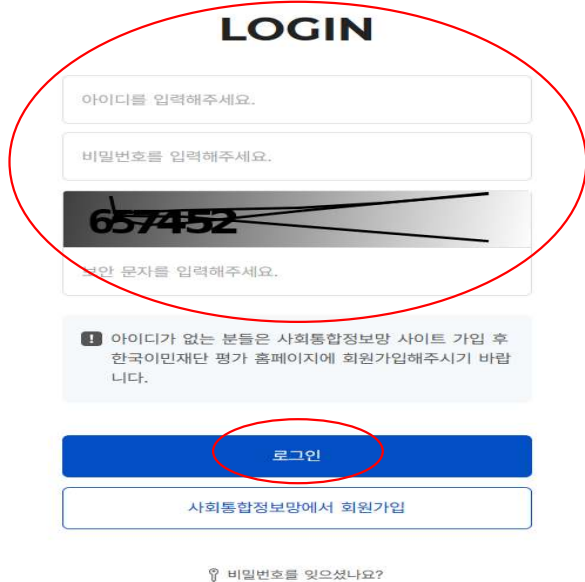 LOGIN
아이디를 입력해주세요.
비밀번호를 입력해주세요.
657452
보안 문자를 입력해주세요.
! 아이디가 없는 분들은 사회통합정보망 사이트 가입 후
한국이민재단 평가 홈페이지에 회원가입해주시기 바랍
니다.
로그인
사회통합정보망에서 회원가입
비밀번호를 잊으셨나요?